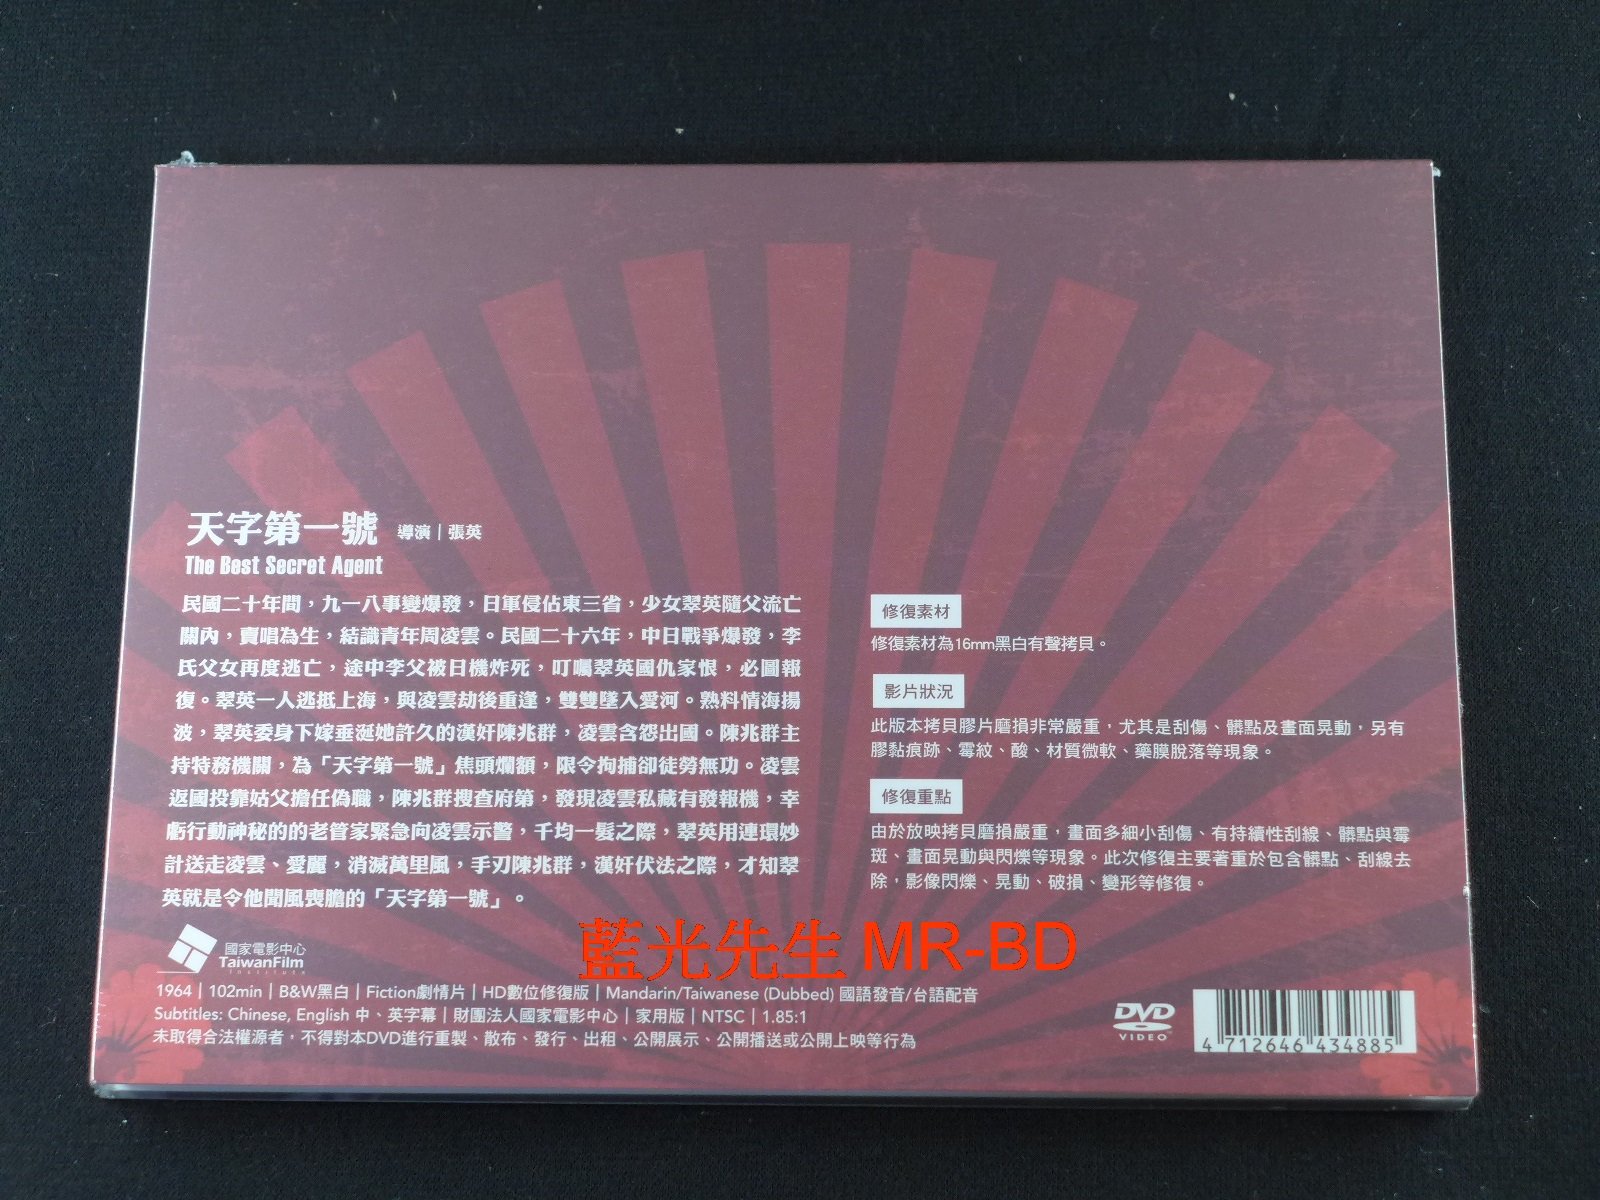 天字第一號 導演｜張英
The Best Secret Agent
民國二十年間，九一八事變爆發，日軍侵佔東三省，少女翠英隨父流亡
關內，賣唱為生，結識青年周凌雲。民國二十六年，中日戰爭爆發，李
氏父女再度逃亡，途中李父被日機炸死，叮囑翠英國仇家恨，必圖報
復。翠英一人逃抵上海，與凌雲劫後重逢，雙雙墜入愛河。熟料情海揚
波，翠英委身下嫁垂涎她許久的漢奸陳兆群，凌雲含怨出國。陳兆群主
持特務機關，為「天字第一號」焦頭爛額，限令拘捕卻徒勞無功。凌雲
返國投靠姑父擔任偽職，陳兆群搜查府第，發現凌雲私藏有發報機，幸
虧行動神秘的的老管家緊急向凌雲示警，千均一髮之際，翠英用連環妙
計送走凌雲、愛麗，消滅萬里風，手刃陳兆群，漢奸伏法之際，才知翠
英就是令他聞風喪膽的「天字第一號」。
修復素材
修復素材為16mm黑白有聲拷貝。
影片狀況
此版本拷貝膠片磨損非常嚴重，尤其是刮傷、髒點及畫面晃動，另有
膠黏痕跡、霉紋、酸、材質微軟、藥膜脫落等現象。
修復重點
由於放映拷貝磨損嚴重，畫面多細小刮傷、有持續性刮線、髒點與霉
斑、畫面晃動與閃爍等現象。此次修復主要著重於包含髒點、刮線去
除，影像閃爍、晃動、破損、變形等修復。
藍光先生 MR-BD
國家電影中心
TaiwanFilm
Institute
1964｜102min｜B&W黑白｜Fiction劇情片｜HD數位修復版｜Mandarin/Taiwanese (Dubbed) 國語發音/台語配音
Subtitles: Chinese, English 中、英字幕｜財團法人國家電影中心｜家用版｜NTSC｜1.85:1
未取得合法權源者，不得對本DVD進行重製、散布、發行、出租、公開展示、公開播送或公開上映等行為
DVD
VIDEO
4 712646 434885